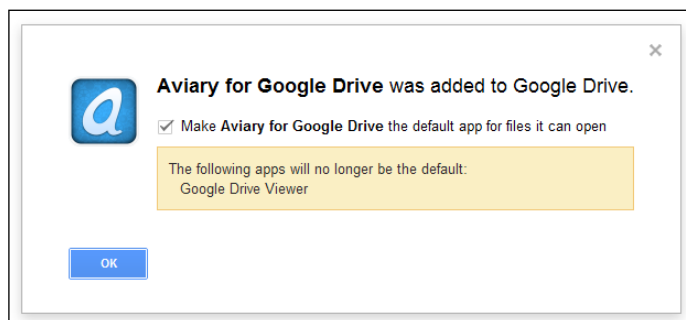 Aviary for Google Drive was added to Google Drive.
Make Aviary for Google Drive the default app for files it can open
The following apps will no longer be the default:
Google Drive Viewer
OK